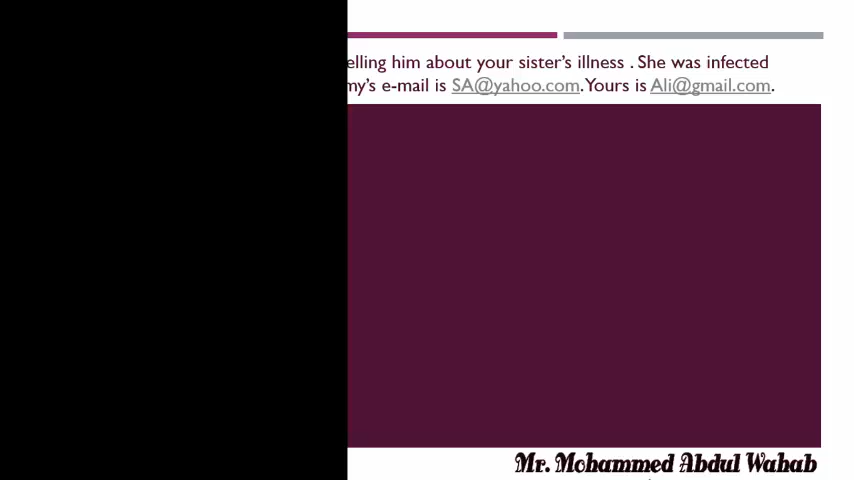 elling him about your sister's illness . She was infected
my's e-mail is SA@yahoo.com. Yours is Ali@gmail.com.
Mr. Mohammed Abdul Wahab